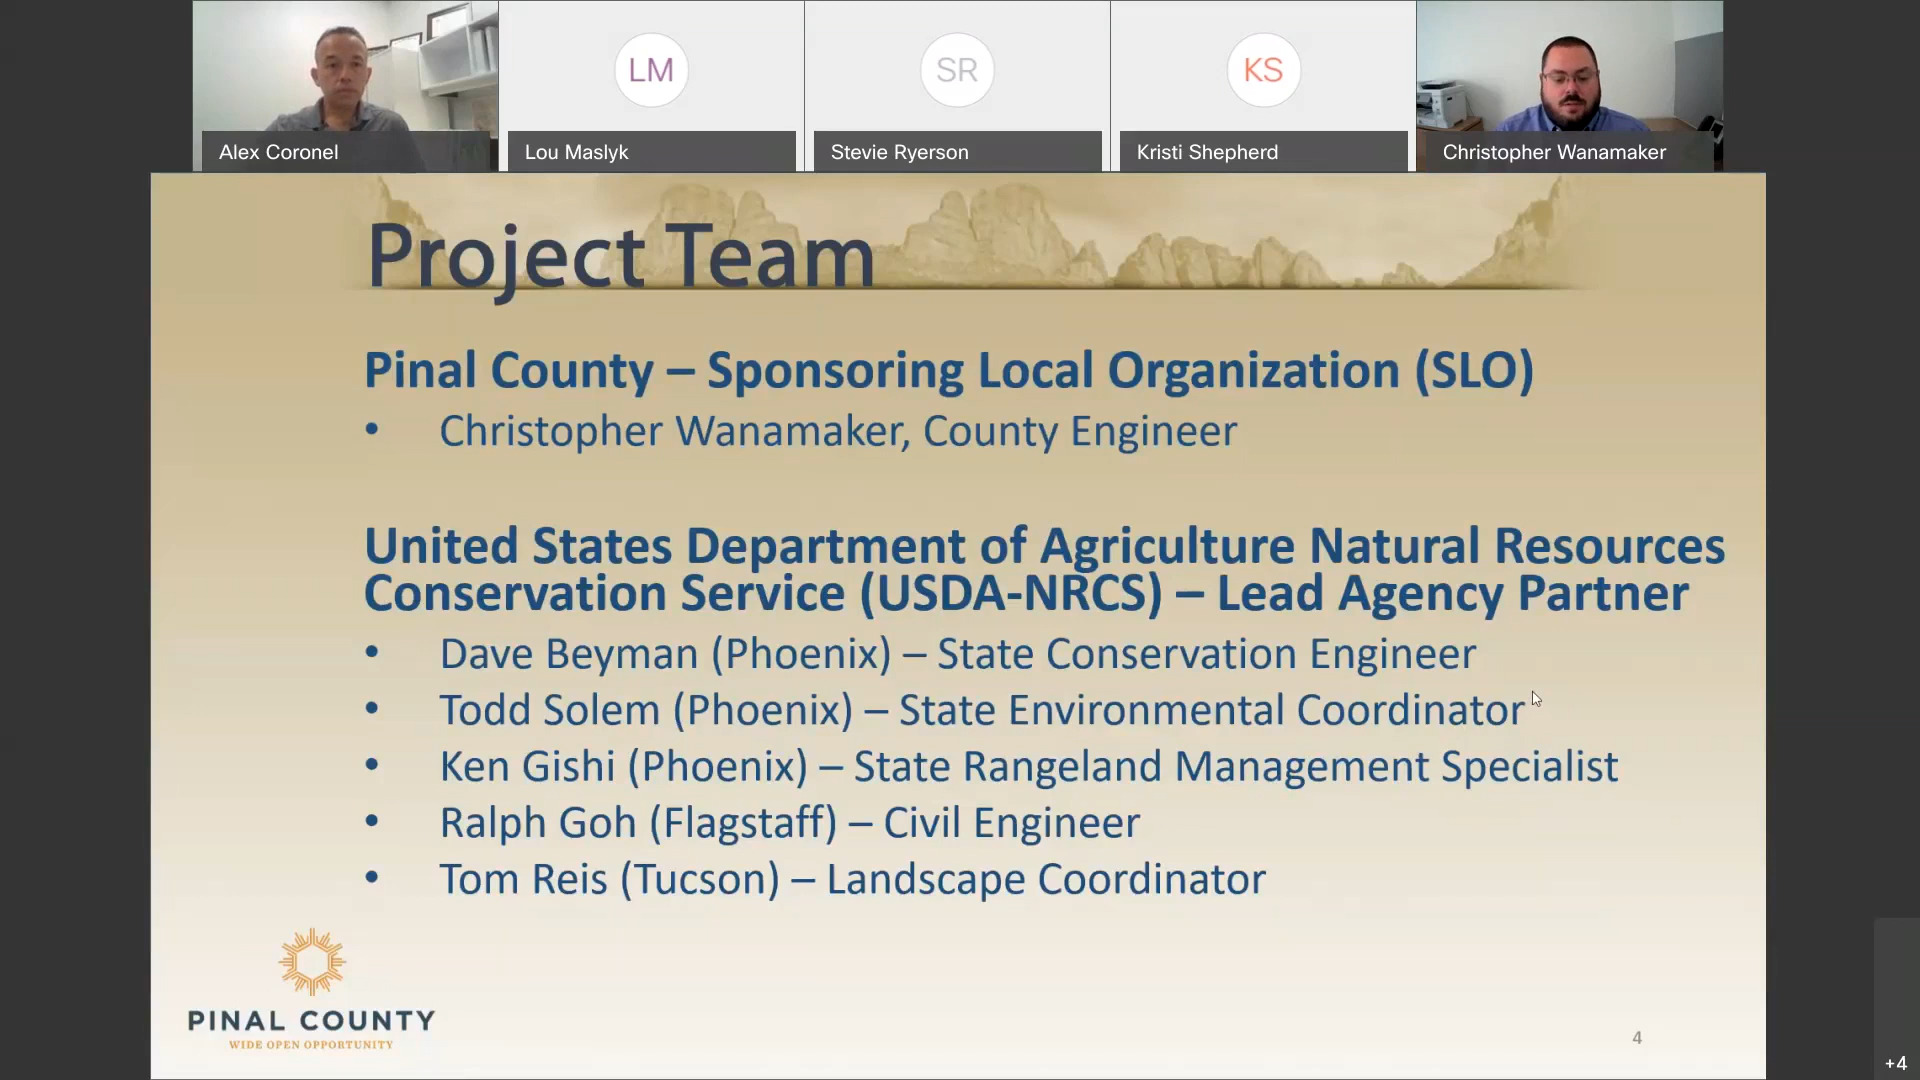 LM
SR
KS
Alex Coronel
Lou Maslyk
Stevie Ryerson
Kristi Shepherd
Christopher Wanamaker
Project Team
Pinal County – Sponsoring Local Organization (SLO)
• Christopher Wanamaker, County Engineer
United States Department of Agriculture Natural Resources
Conservation Service (USDA-NRCS) – Lead Agency Partner
• Dave Beyman (Phoenix) – State Conservation Engineer
• Todd Solem (Phoenix) – State Environmental Coordinator
• Ken Gishi (Phoenix) – State Rangeland Management Specialist
• Ralph Goh (Flagstaff) – Civil Engineer
• Tom Reis (Tucson) – Landscape Coordinator
PINAL COUNTY
WIDE OPEN OPPORTUNITY
4
+4